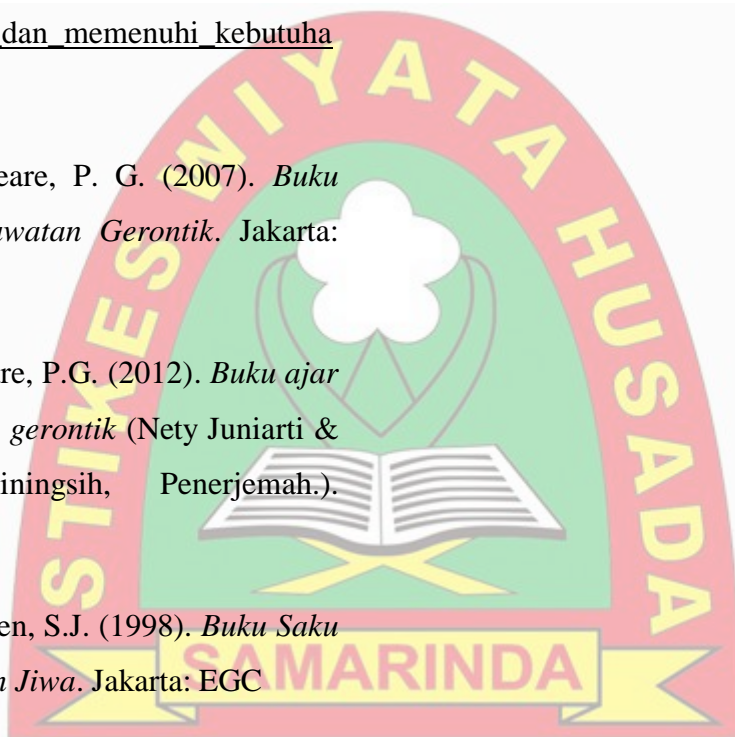 _dan_memenuhi_kebutuha
eare, P. G. (2007). Buku
awatan Gerontik. Jakarta:
re, P.G. (2012). Buku ajar
gerontik (Nety Juniarti &
iningsih, Penerjemah.).
en, S.J. (1998). Buku Saku
n Jiwa. Jakarta: EGC
STIKES WIYATA HUSADA
SAMARINDA